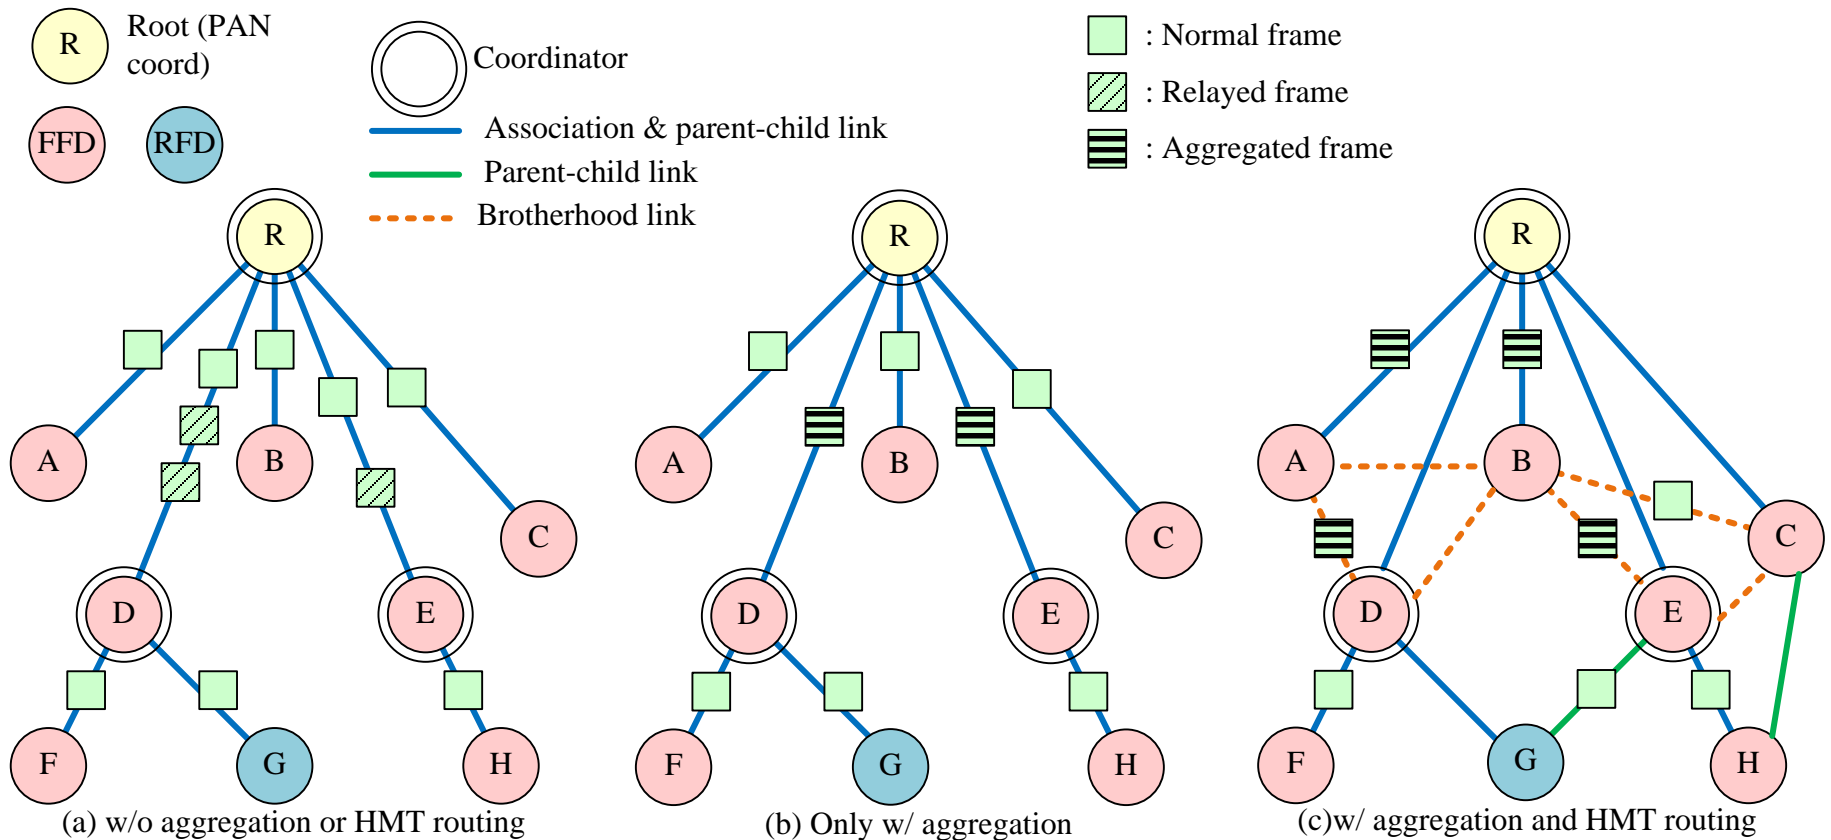 R
Root (PAN
coord)
FFD
RFD
Coordinator
Association & parent-child link
Parent-child link
Brotherhood link
: Normal frame
: Relayed frame
: Aggregated frame
R
A
B
C
D
E
F
G
H
(a) w/o aggregation or HMT routing
R
A
B
C
D
E
F
G
H
(b) Only w/ aggregation
R
A
B
C
D
E
F
G
H
(c)w/ aggregation and HMT routing